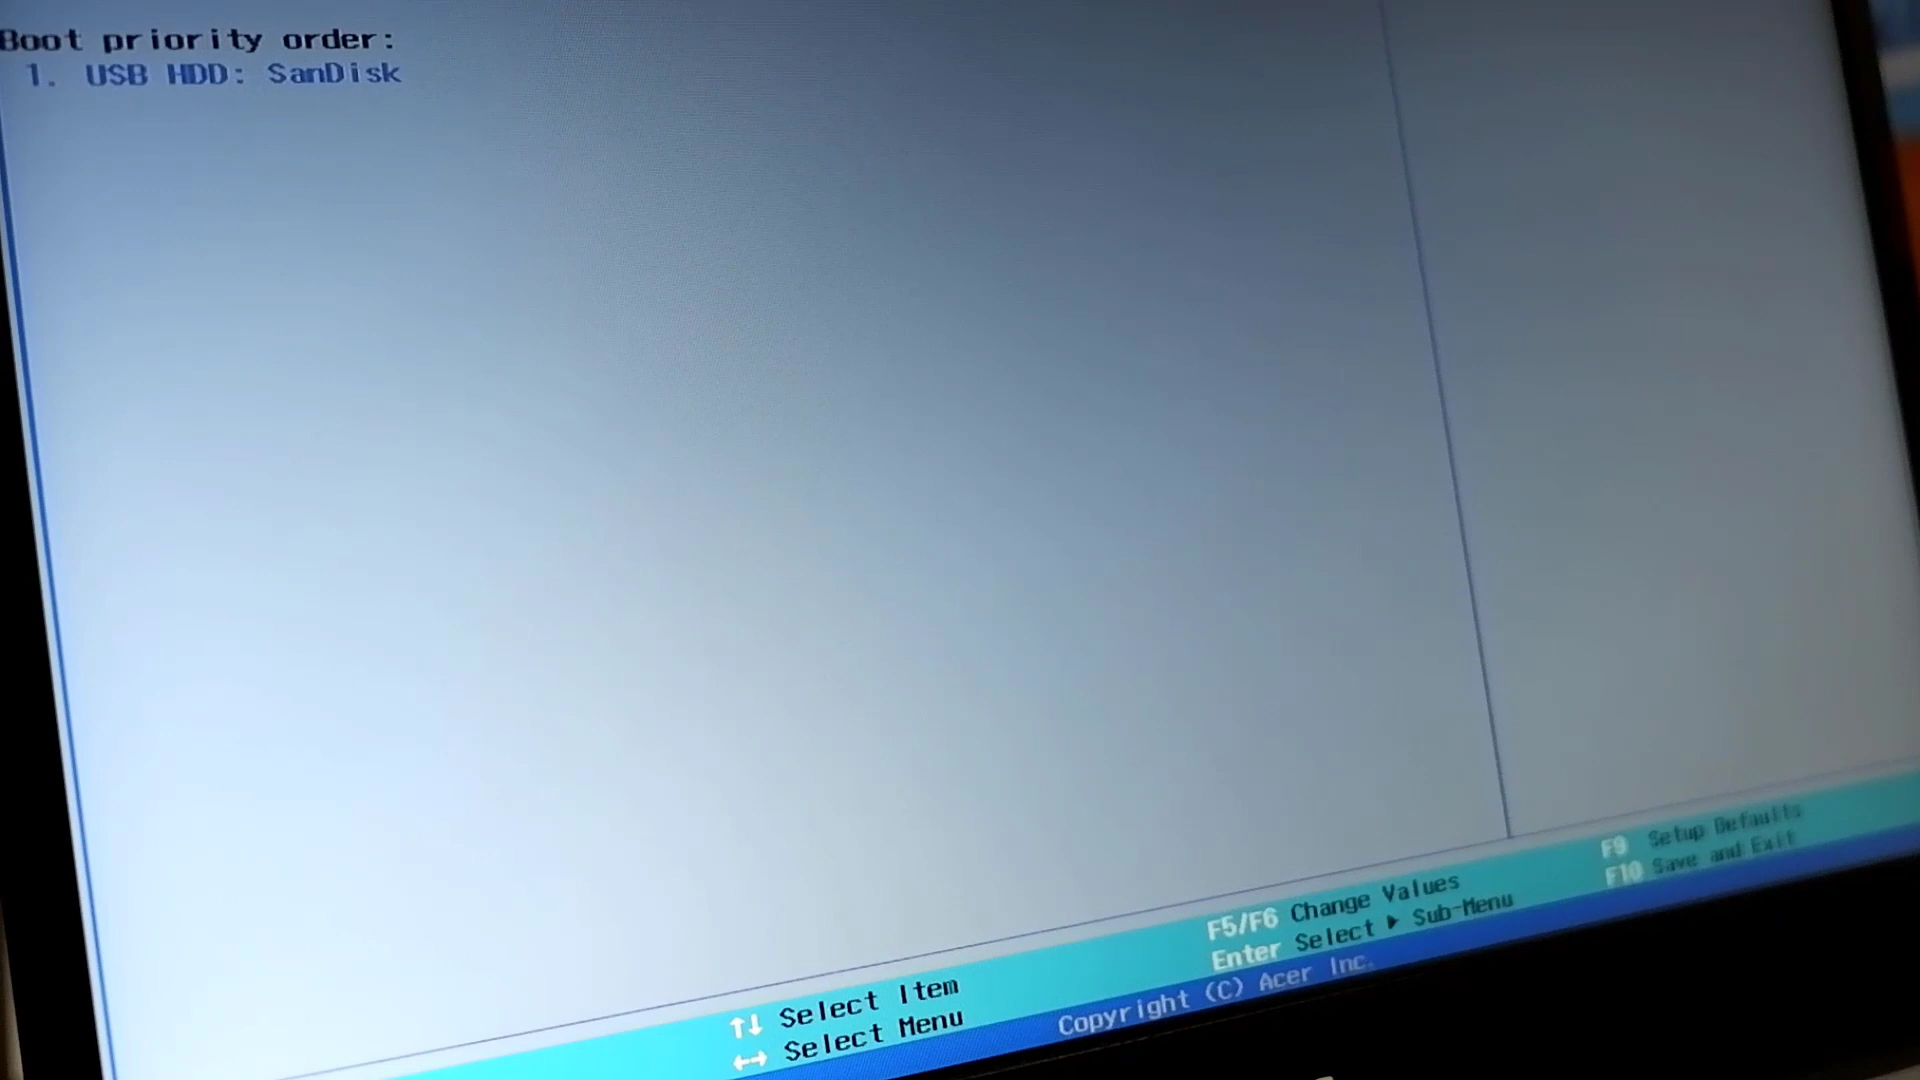 Boot priority order:
1. USB HDD: SanDisk
↑↓ Select Item
←→ Select Menu
F5/F6 Change Values
Enter Select ▶ Sub-Menu
F9 Setup Defaults
F10 Save and Exit
Copyright (C) Acer Inc.